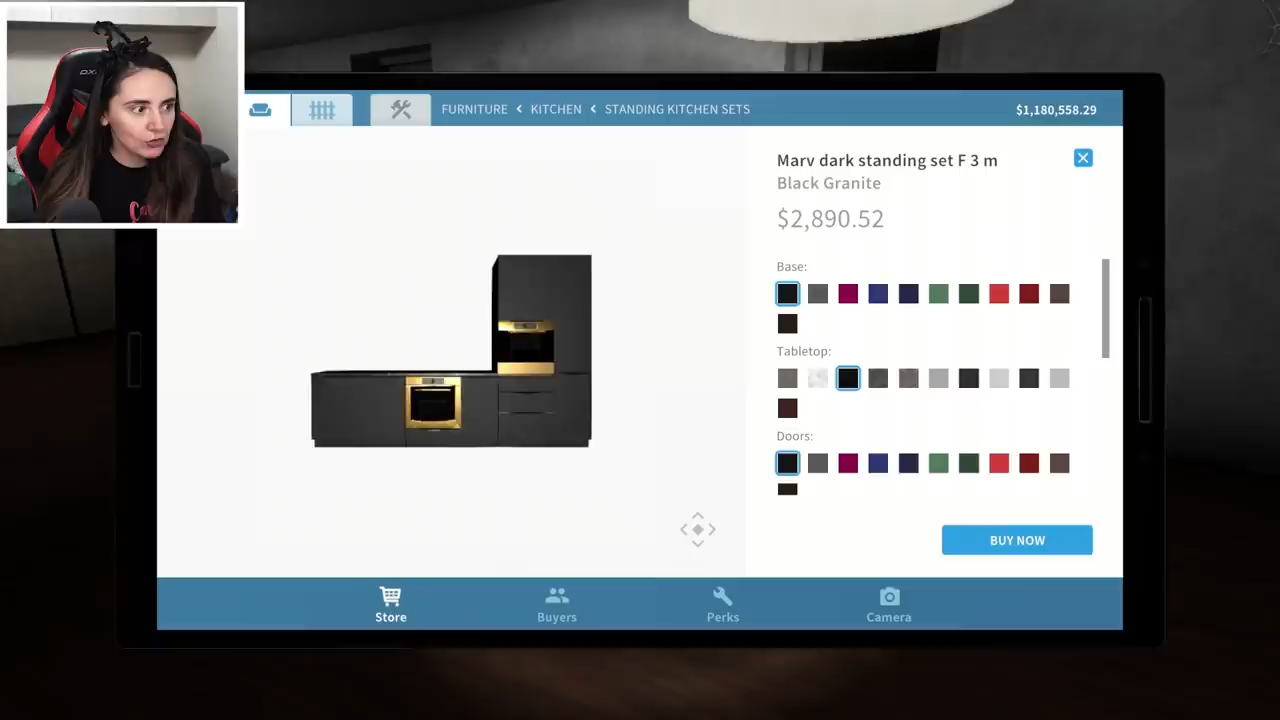 FURNITURE < KITCHEN < STANDING KITCHEN SETS
$1,180,558.29
Marv dark standing set F 3 m
Black Granite
$2,890.52
Base:
Tabletop:
Doors:
BUY NOW
Store
Buyers
Perks
Camera